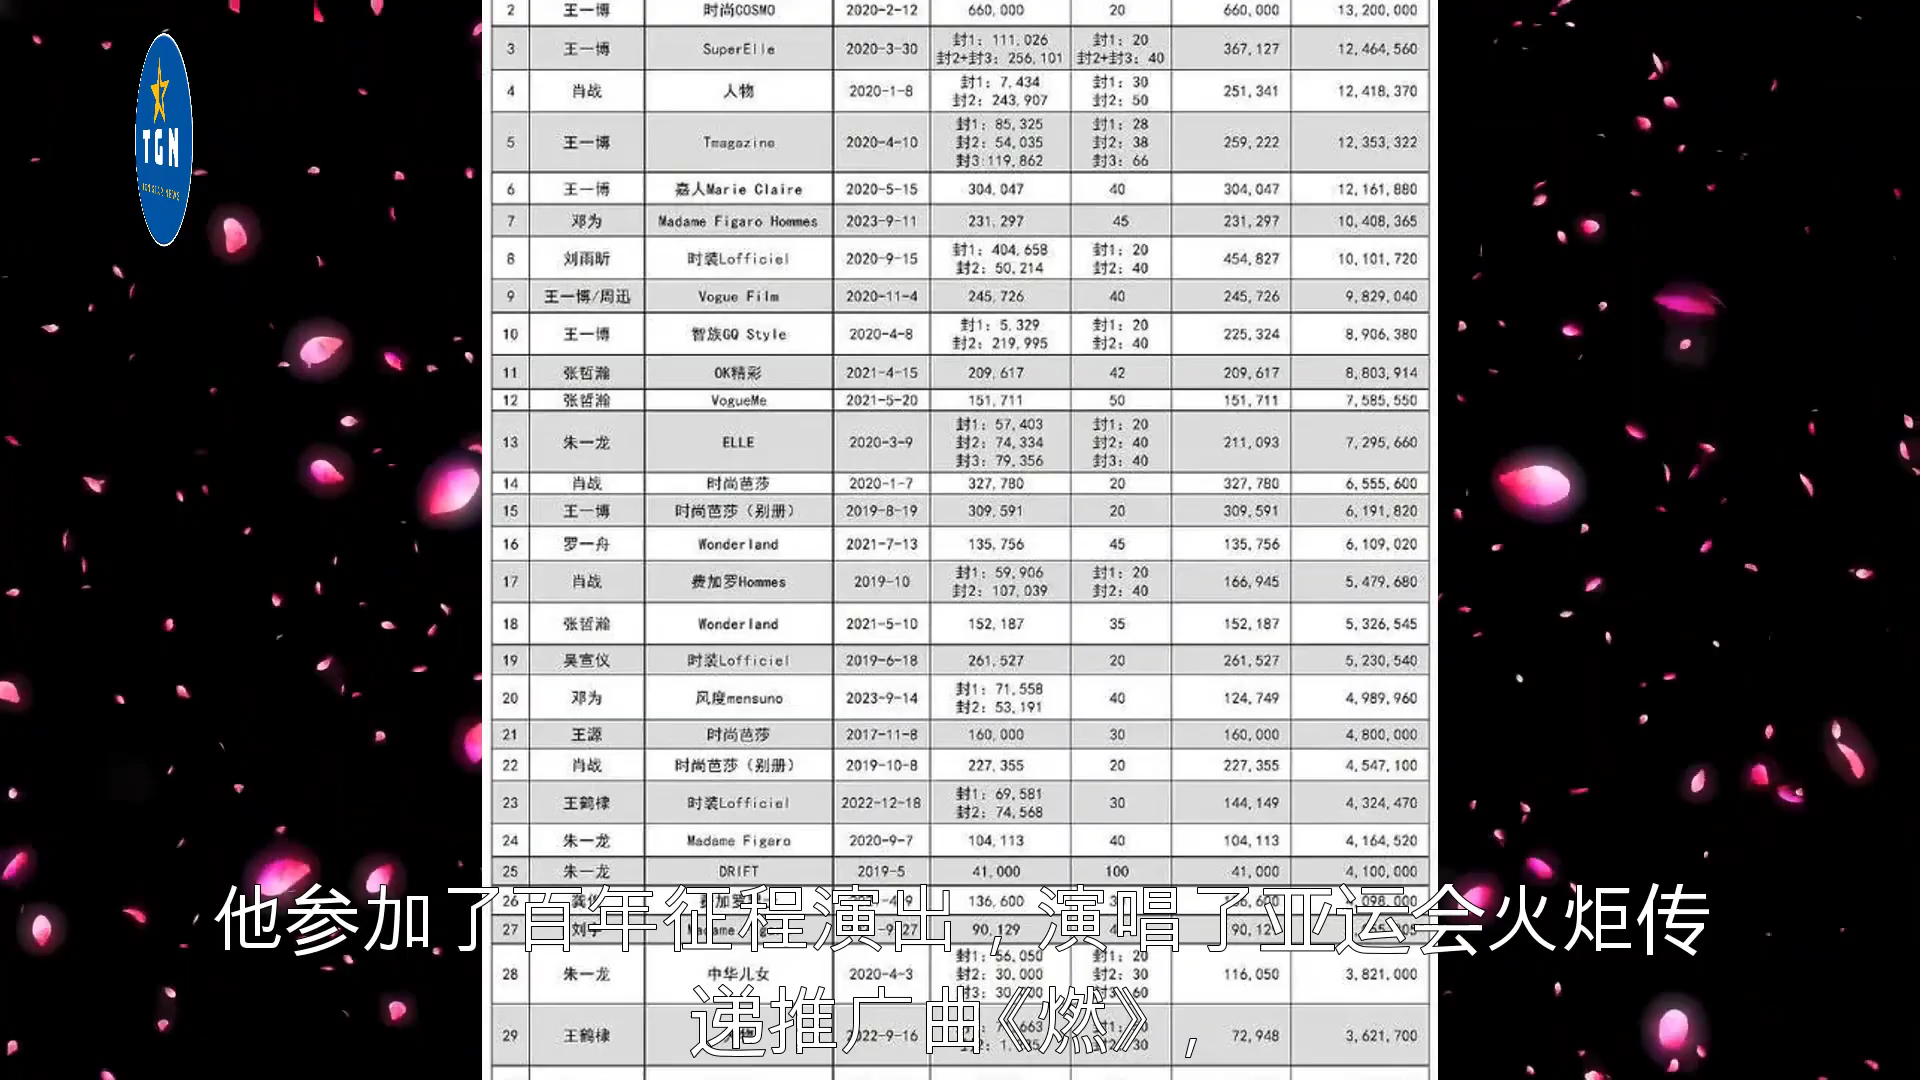 TGN
2 王一博 时尚COSMO 2020-2-12 660,000 20 660,000 13,200,000
3 王一博 SuperElle 2020-3-30 封1: 111,026 封1: 20 367,127 12,464,560
封2+封3: 256,101 封2+封3: 40
4 肖战 人物 2020-1-8 封1: 7,434 封1: 30 251,341 12,418,370
封2: 243,907 封2: 50
5 王一博 Tmagazine 2020-4-10 封1: 85,325 封1: 28 259,222 12,353,322
封2: 54,035 封2: 38
封3:119,862 封3: 66
6 王一博 嘉人Marie Claire 2020-5-15 304,047 40 304,047 12,161,880
7 邓为 Madame Figaro Hommes 2023-9-11 231,297 45 231,297 10,408,365
8 刘雨昕 时装Lofficiel 2020-9-15 封1: 404,658 封1: 20 454,827 10,101,720
封2: 50,214 封2: 40
9 王一博/周迅 Vogue Film 2020-11-4 245,726 40 245,726 9,829,040
10 王一博 智族GQ Style 2020-4-8 封1: 5,329 封1: 20 225,324 8,906,380
封2: 219,995 封2: 40
11 张哲瀚 OK精彩 2021-4-15 209,617 42 209,617 8,803,914
12 张哲瀚 VogueMe 2021-5-20 151,711 50 151,711 7,585,550
13 朱一龙 ELLE 2020-3-9 封1: 57,403 封1: 20 211,093 7,295,660
封2: 74,334 封2: 40
封3: 79,356 封3: 40
14 肖战 时尚芭莎 2020-1-7 327,780 20 327,780 6,555,600
15 王一博 时尚芭莎（别册） 2019-8-19 309,591 20 309,591 6,191,820
16 罗一舟 Wonderland 2021-7-13 135,756 45 135,756 6,109,020
17 肖战 费加罗Hommes 2019-10 封1: 59,906 封1: 20 166,945 5,479,680
封2: 107,039 封2: 40
18 张哲瀚 Wonderland 2021-5-10 152,187 35 152,187 5,326,545
19 吴宣仪 时装Lofficiel 2019-6-18 261,527 20 261,527 5,230,540
20 邓为 风度mensuno 2023-9-14 封1: 71,558 40 124,749 4,989,960
封2: 53,191
21 王源 时尚芭莎 2017-11-8 160,000 30 160,000 4,800,000
22 肖战 时尚芭莎（别册） 2019-10-8 227,355 20 227,355 4,547,100
23 王鹤棣 时装Lofficiel 2022-12-18 封1: 69,581 30 144,149 4,324,470
封2: 74,568
24 朱一龙 Madame Figaro 2020-9-7 104,113 40 104,113 4,164,520
25 朱一龙 DRIFT 2019-5 41,000 100 41,000 4,100,000
26 136,600
27 90,129
28 朱一龙 中华儿女 2020-4-3 封1: 56,050 封1: 20 116,050 3,821,000
封2: 30,000 封2: 30
29 王鹤棣 2022-9-16 72,948 3,621,700
他参加了百年征程演出，演唱了亚运会火炬传
递推广曲《燃》，